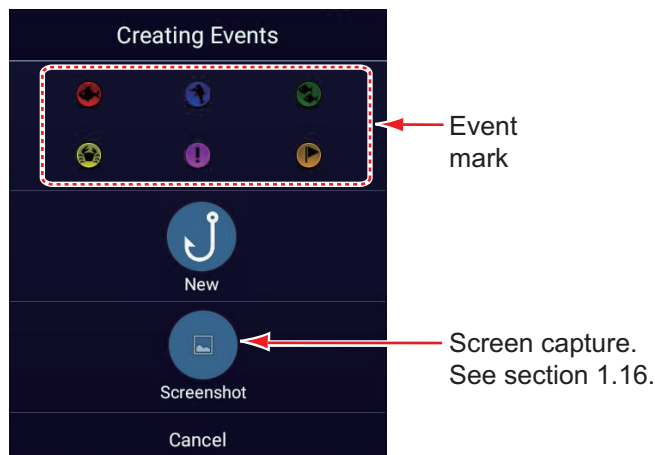 Creating Events
Event
mark
New
Screen capture.
See section 1.16.
Screenshot
Cancel